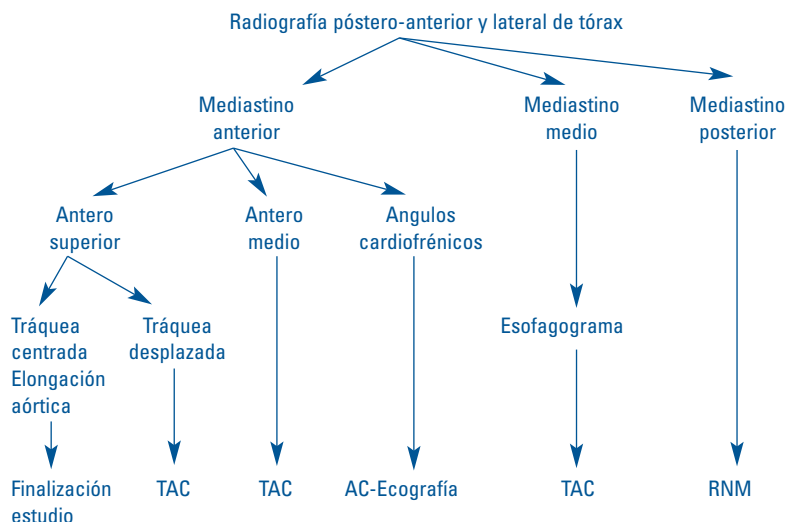 Radiografía póstero-anterior y lateral de tórax
Mediastino
anterior
Mediastino
medio
Mediastino
posterior
Antero
superior
Antero
medio
Angulos
cardiofrénicos
Tráquea
centrada
Elongación
aórtica
Tráquea
desplazada
Esofagograma
Finalización
estudio
TAC
TAC
AC-Ecografía
TAC
RNM